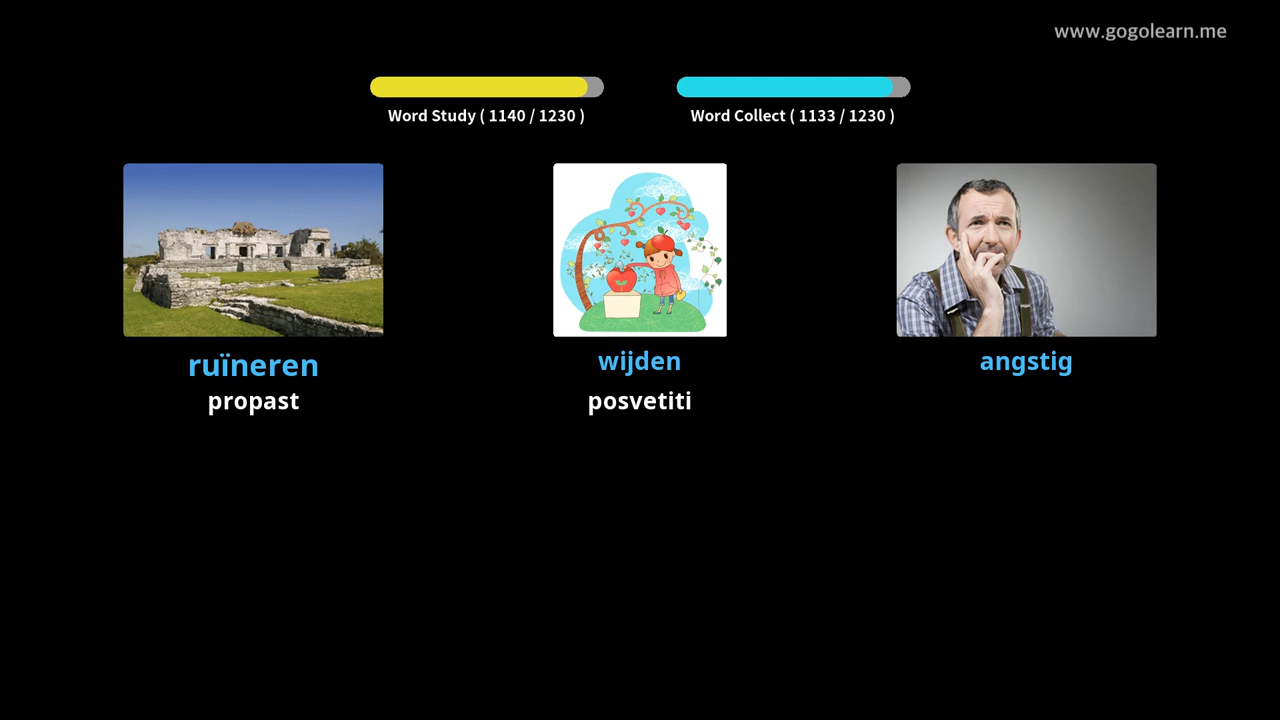 www.gogolearn.me
Word Study ( 1140 / 1230 )
Word Collect ( 1133 / 1230 )
ruïneren
wijden
angstig
propast
posvetiti